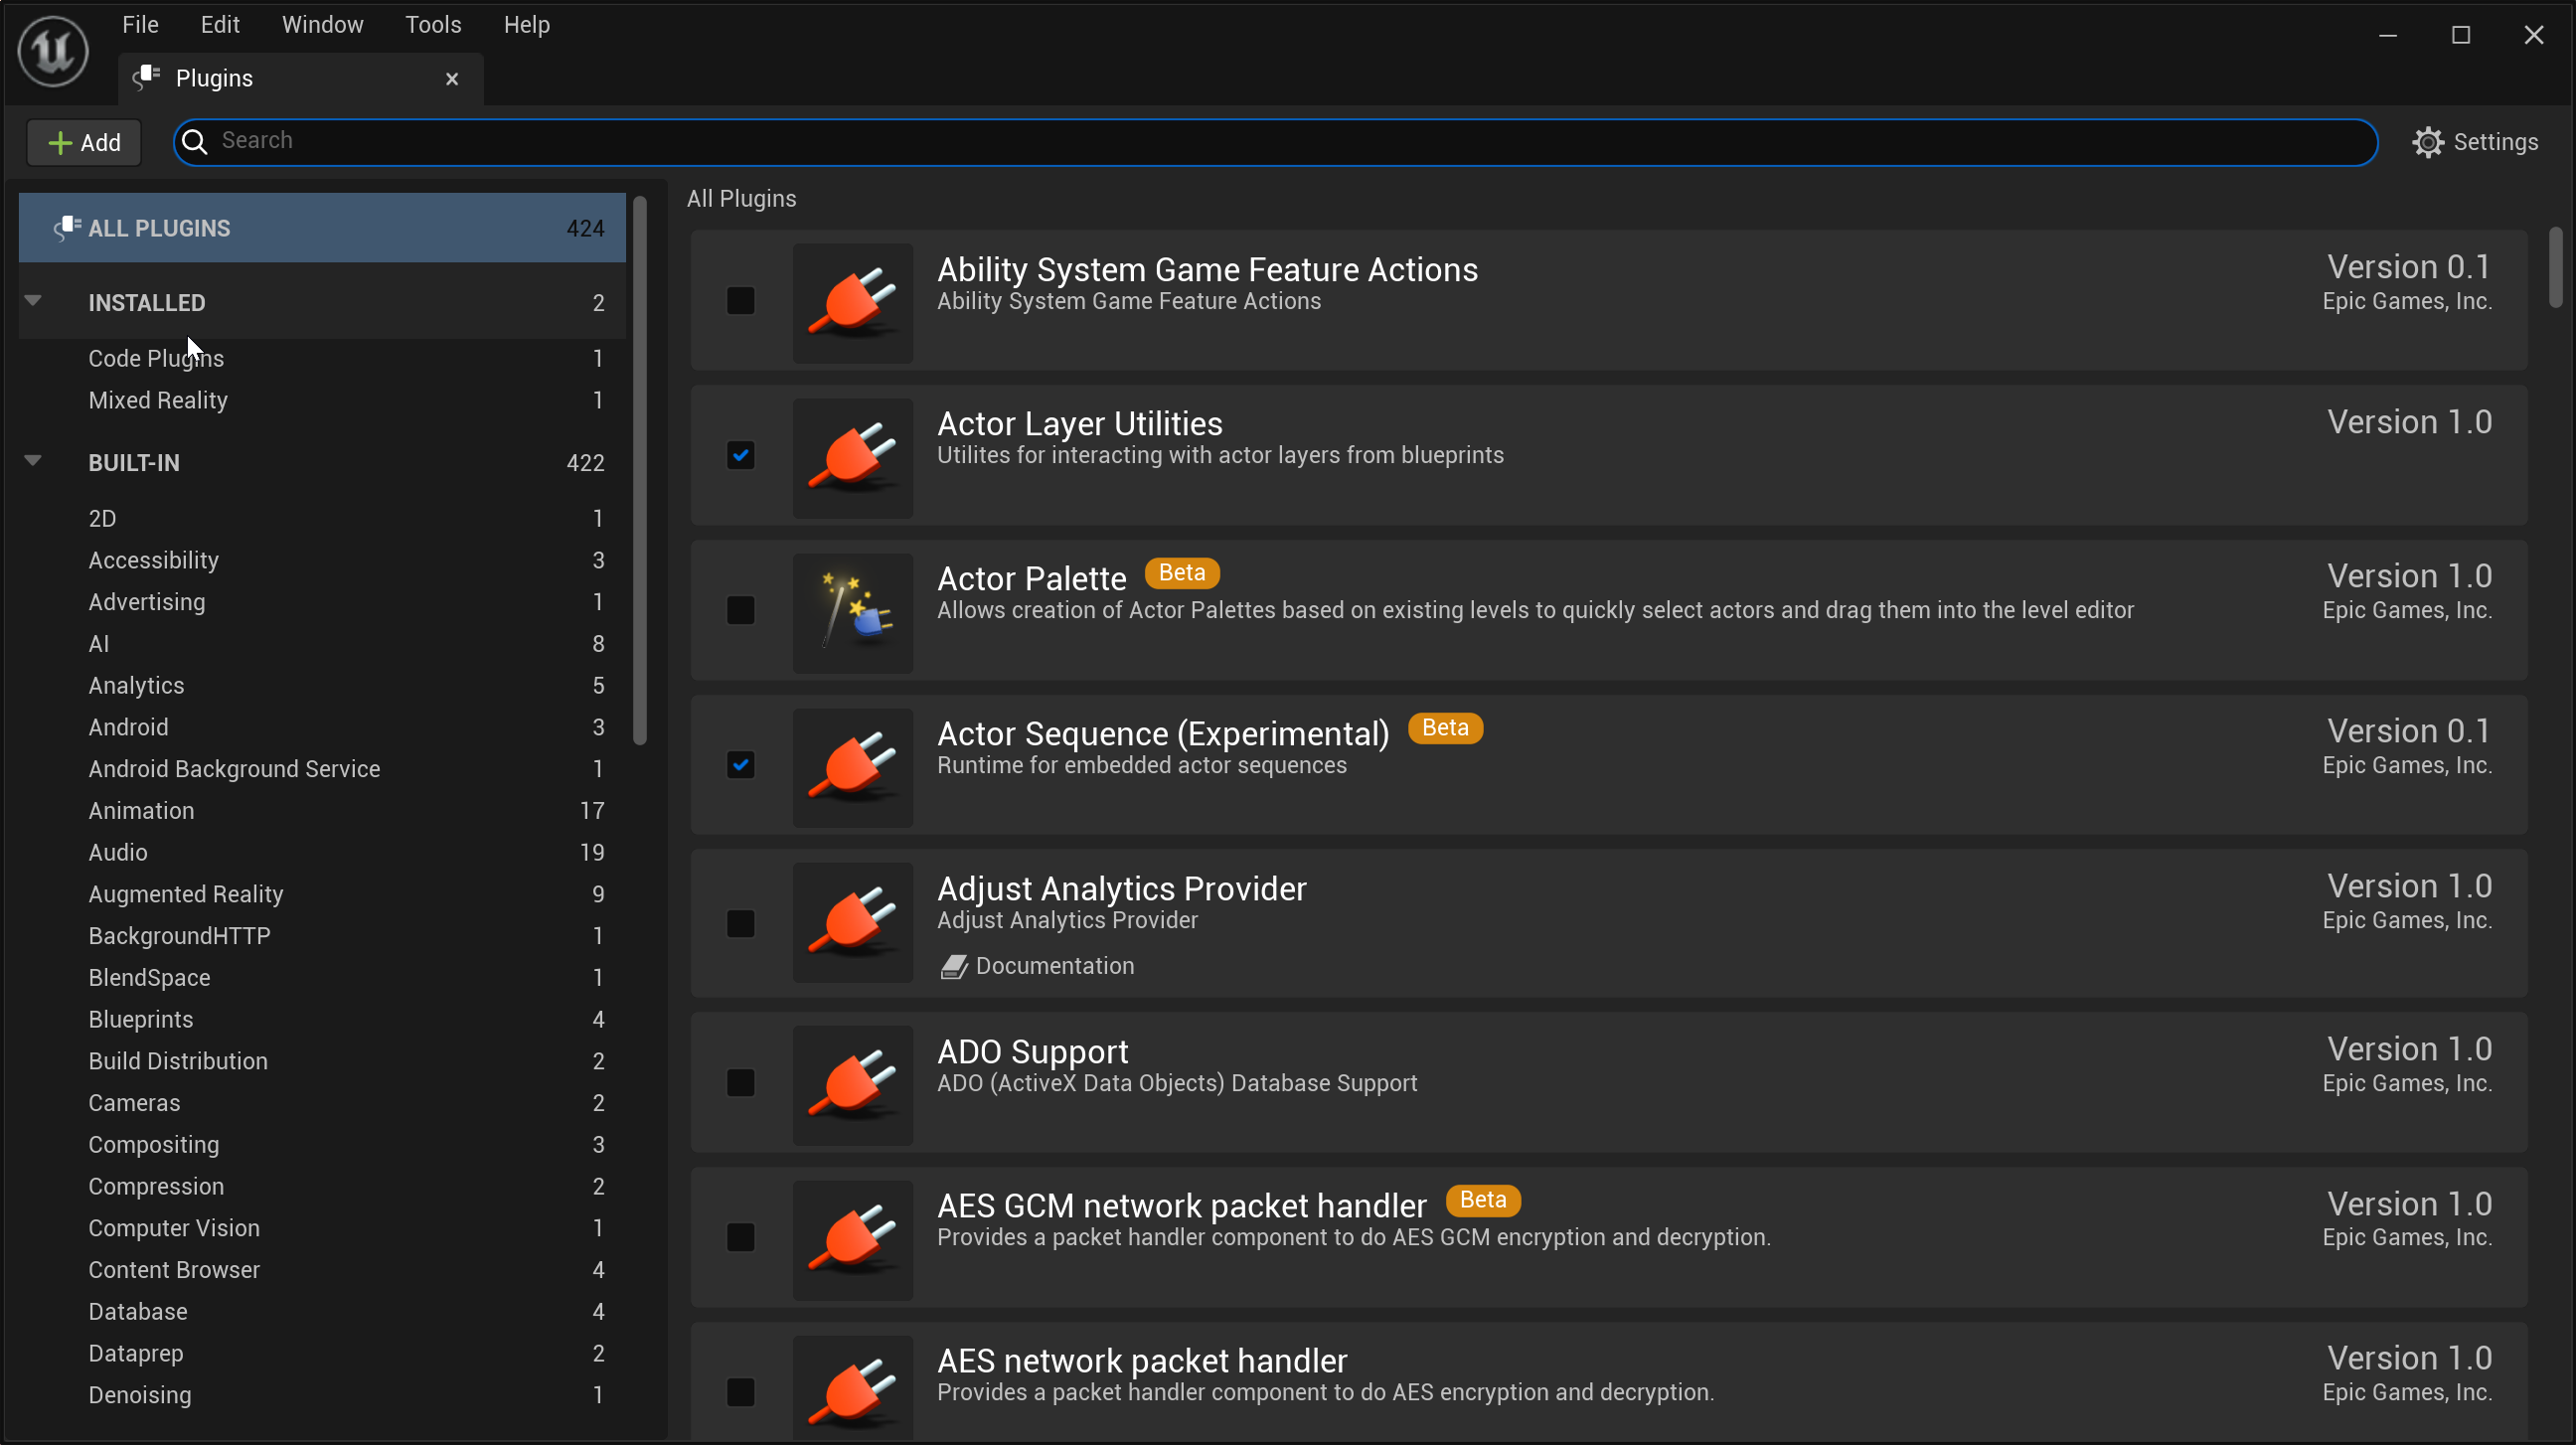 File Edit Window Tools Help
Plugins
Add
Search
Settings
ALL PLUGINS 424
INSTALLED 2
Code Plugins 1
Mixed Reality 1
BUILT-IN 422
2D 1
Accessibility 3
Advertising 1
AI 8
Analytics 5
Android 3
Android Background Service 1
Animation 17
Audio 19
Augmented Reality 9
BackgroundHTTP 1
BlendSpace 1
Blueprints 4
Build Distribution 2
Cameras 2
Compositing 3
Compression 2
Computer Vision 1
Content Browser 4
Database 4
Dataprep 2
Denoising 1
All Plugins
Ability System Game Feature Actions Version 0.1
Ability System Game Feature Actions Epic Games, Inc.
Actor Layer Utilities Version 1.0
Utilites for interacting with actor layers from blueprints
Actor Palette Beta Version 1.0
Allows creation of Actor Palettes based on existing levels to quickly select actors and drag them into the level editor Epic Games, Inc.
Actor Sequence (Experimental) Beta Version 0.1
Runtime for embedded actor sequences Epic Games, Inc.
Adjust Analytics Provider Version 1.0
Adjust Analytics Provider Epic Games, Inc.
Documentation
ADO Support Version 1.0
ADO (ActiveX Data Objects) Database Support Epic Games, Inc.
AES GCM network packet handler Beta Version 1.0
Provides a packet handler component to do AES GCM encryption and decryption. Epic Games, Inc.
AES network packet handler Version 1.0
Provides a packet handler component to do AES encryption and decryption. Epic Games, Inc.